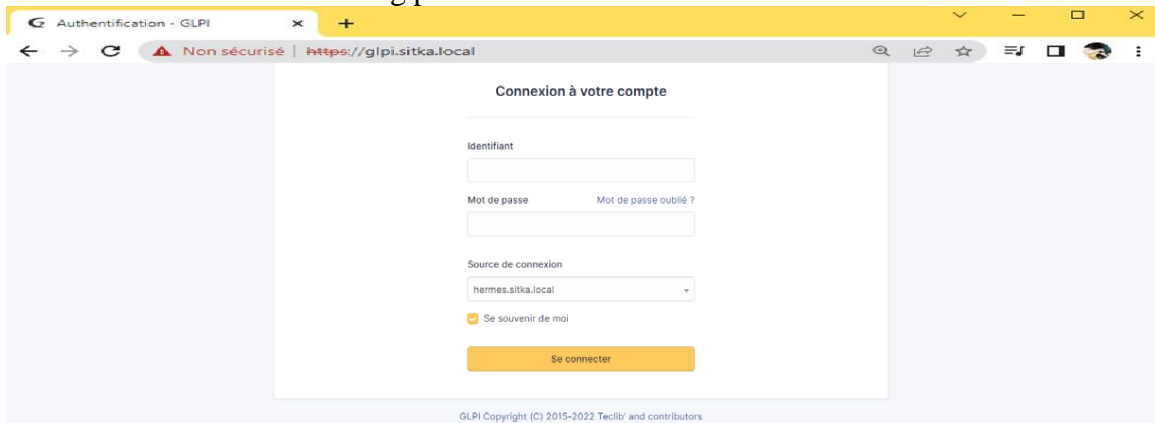 Authentification - GLPI
Non sécurisé | https://glpi.sitka.local
Connexion à votre compte
Identifiant
Mot de passe Mot de passe oublié ?
Source de connexion
hermes.sitka.local
Se souvenir de moi
Se connecter
GLPI Copyright (C) 2015-2022 Teclib' and contributors